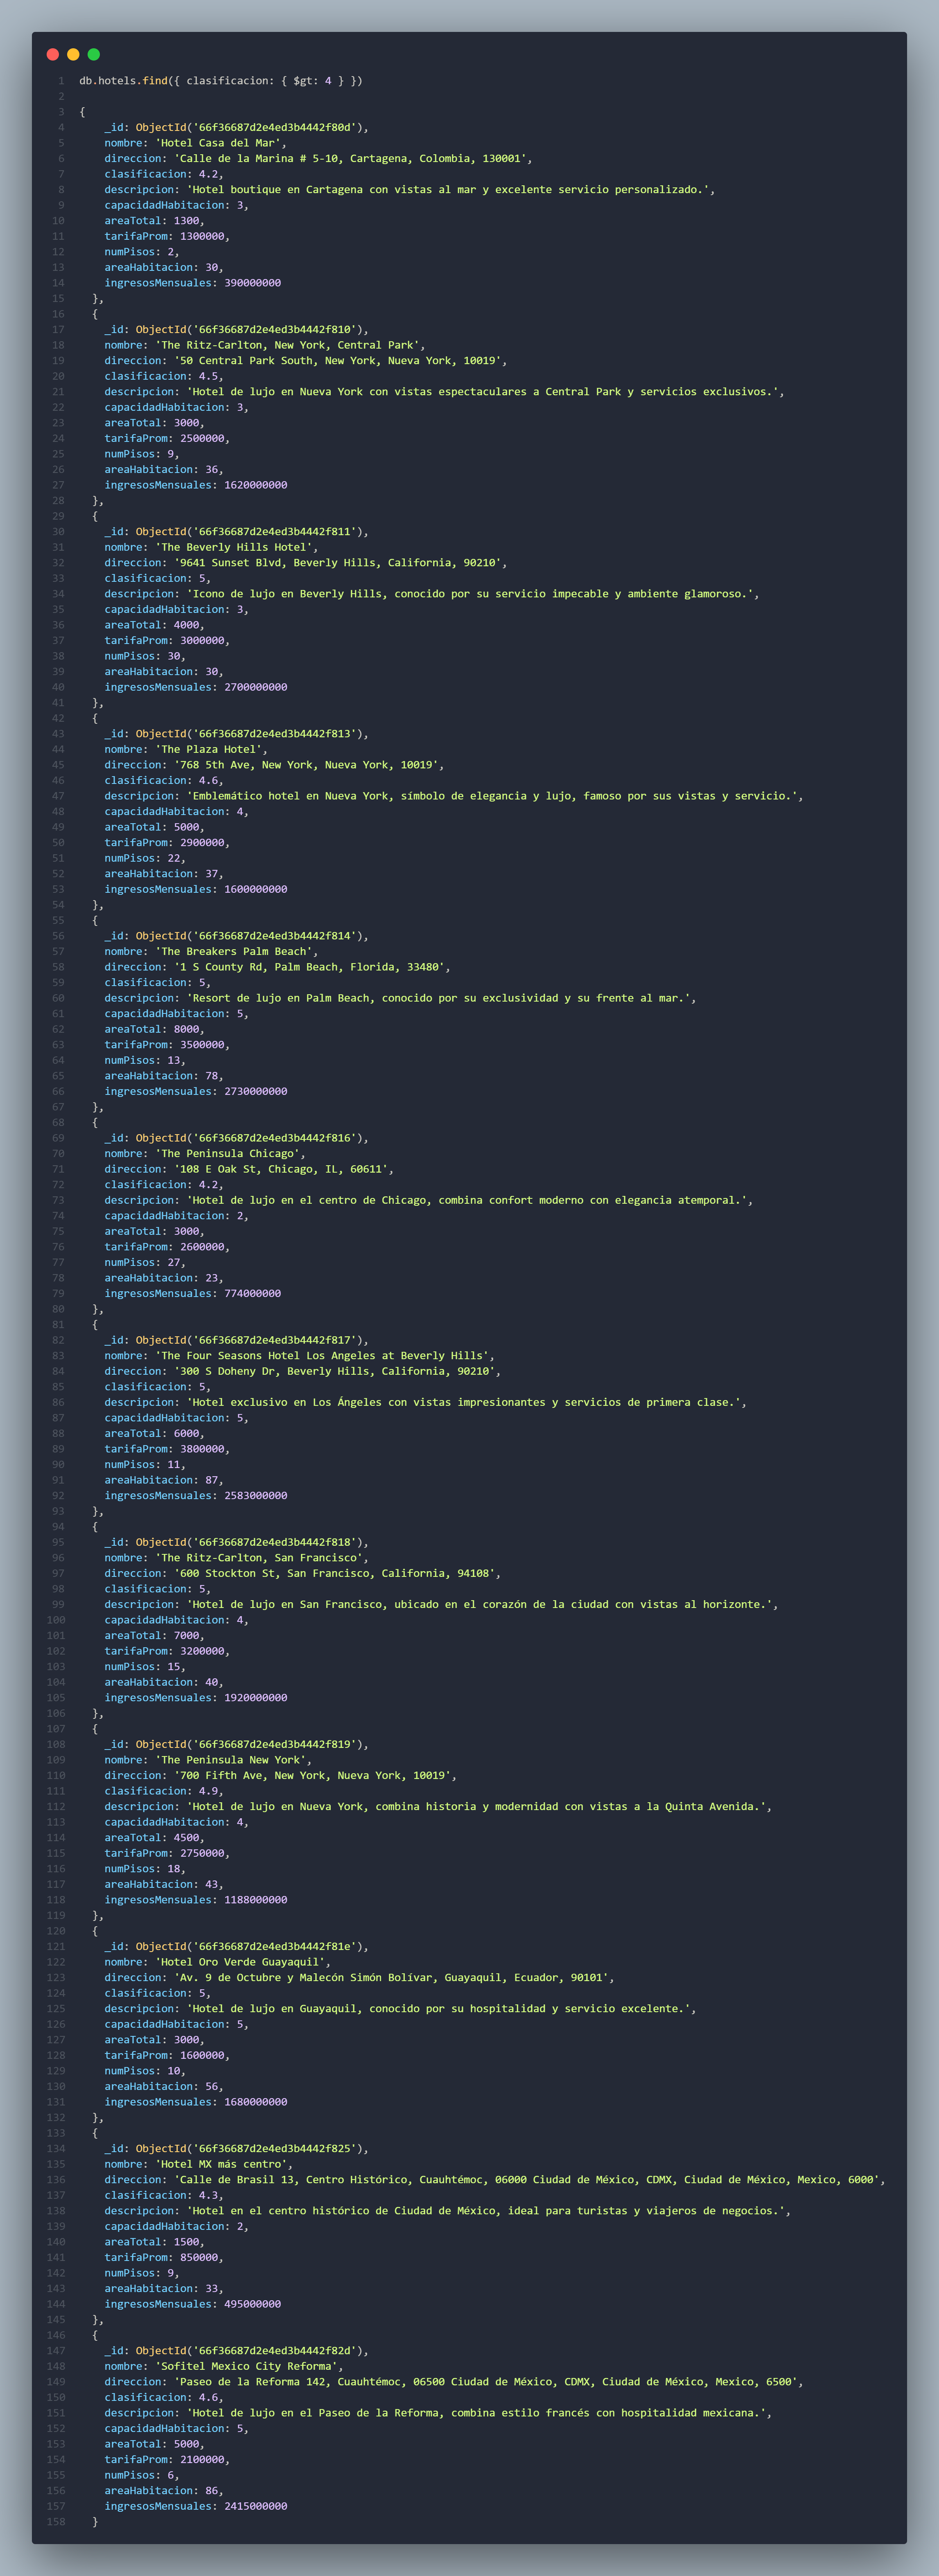 1 db.hotels.find({ clasificacion: { $gt: 4 } })
2
3 {
4 _id: ObjectId('66f36687d2e4ed3b4442f80d'),
5 nombre: 'Hotel Casa del Mar',
6 direccion: 'Calle de la Marina # 5-10, Cartagena, Colombia, 130001',
7 clasificacion: 4.2,
8 descripcion: 'Hotel boutique en Cartagena con vistas al mar y excelente servicio personalizado.',
9 capacidadHabitacion: 3,
10 areaTotal: 1300,
11 tarifaProm: 1300000,
12 numPisos: 2,
13 areaHabitacion: 30,
14 ingresosMensuales: 390000000
15 },
16 {
17 _id: ObjectId('66f36687d2e4ed3b4442f810'),
18 nombre: 'The Ritz-Carlton, New York, Central Park',
19 direccion: '50 Central Park South, New York, Nueva York, 10019',
20 clasificacion: 4.5,
21 descripcion: 'Hotel de lujo en Nueva York con vistas espectaculares a Central Park y servicios exclusivos.',
22 capacidadHabitacion: 3,
23 areaTotal: 3000,
24 tarifaProm: 2500000,
25 numPisos: 9,
26 areaHabitacion: 36,
27 ingresosMensuales: 1620000000
28 },
29 {
30 _id: ObjectId('66f36687d2e4ed3b4442f811'),
31 nombre: 'The Beverly Hills Hotel',
32 direccion: '9641 Sunset Blvd, Beverly Hills, California, 90210',
33 clasificacion: 5,
34 descripcion: 'Icono de lujo en Beverly Hills, conocido por su servicio impecable y ambiente glamoroso.',
35 capacidadHabitacion: 3,
36 areaTotal: 4000,
37 tarifaProm: 3000000,
38 numPisos: 30,
39 areaHabitacion: 30,
40 ingresosMensuales: 2700000000
41 },
42 {
43 _id: ObjectId('66f36687d2e4ed3b4442f813'),
44 nombre: 'The Plaza Hotel',
45 direccion: '768 5th Ave, New York, Nueva York, 10019',
46 clasificacion: 4.6,
47 descripcion: 'Emblemático hotel en Nueva York, símbolo de elegancia y lujo, famoso por sus vistas y servicio.',
48 capacidadHabitacion: 4,
49 areaTotal: 5000,
50 tarifaProm: 2900000,
51 numPisos: 22,
52 areaHabitacion: 37,
53 ingresosMensuales: 1600000000
54 },
55 {
56 _id: ObjectId('66f36687d2e4ed3b4442f814'),
57 nombre: 'The Breakers Palm Beach',
58 direccion: '1 S County Rd, Palm Beach, Florida, 33480',
59 clasificacion: 5,
60 descripcion: 'Resort de lujo en Palm Beach, conocido por su exclusividad y su frente al mar.',
61 capacidadHabitacion: 5,
62 areaTotal: 8000,
63 tarifaProm: 3500000,
64 numPisos: 13,
65 areaHabitacion: 78,
66 ingresosMensuales: 2730000000
67 },
68 {
69 _id: ObjectId('66f36687d2e4ed3b4442f816'),
70 nombre: 'The Peninsula Chicago',
71 direccion: '108 E Oak St, Chicago, IL, 60611',
72 clasificacion: 4.2,
73 descripcion: 'Hotel de lujo en el centro de Chicago, combina confort moderno con elegancia atemporal.',
74 capacidadHabitacion: 2,
75 areaTotal: 3000,
76 tarifaProm: 2600000,
77 numPisos: 27,
78 areaHabitacion: 23,
79 ingresosMensuales: 774000000
80 },
81 {
82 _id: ObjectId('66f36687d2e4ed3b4442f817'),
83 nombre: 'The Four Seasons Hotel Los Angeles at Beverly Hills',
84 direccion: '300 S Doheny Dr, Beverly Hills, California, 90210',
85 clasificacion: 5,
86 descripcion: 'Hotel exclusivo en Los Ángeles con vistas impresionantes y servicios de primera clase.',
87 capacidadHabitacion: 5,
88 areaTotal: 6000,
89 tarifaProm: 3800000,
90 numPisos: 11,
91 areaHabitacion: 87,
92 ingresosMensuales: 2583000000
93 },
94 {
95 _id: ObjectId('66f36687d2e4ed3b4442f818'),
96 nombre: 'The Ritz-Carlton, San Francisco',
97 direccion: '600 Stockton St, San Francisco, California, 94108',
98 clasificacion: 5,
99 descripcion: 'Hotel de lujo en San Francisco, ubicado en el corazón de la ciudad con vistas al horizonte.',
100 capacidadHabitacion: 4,
101 areaTotal: 7000,
102 tarifaProm: 3200000,
103 numPisos: 15,
104 areaHabitacion: 40,
105 ingresosMensuales: 1920000000
106 },
107 {
108 _id: ObjectId('66f36687d2e4ed3b4442f819'),
109 nombre: 'The Peninsula New York',
110 direccion: '700 Fifth Ave, New York, Nueva York, 10019',
111 clasificacion: 4.9,
112 descripcion: 'Hotel de lujo en Nueva York, combina historia y modernidad con vistas a la Quinta Avenida.',
113 capacidadHabitacion: 4,
114 areaTotal: 4500,
115 tarifaProm: 2750000,
116 numPisos: 18,
117 areaHabitacion: 43,
118 ingresosMensuales: 1188000000
119 },
120 {
121 _id: ObjectId('66f36687d2e4ed3b4442f81e'),
122 nombre: 'Hotel Oro Verde Guayaquil',
123 direccion: 'Av. 9 de Octubre y Malecón Simón Bolívar, Guayaquil, Ecuador, 90101',
124 clasificacion: 5,
125 descripcion: 'Hotel de lujo en Guayaquil, conocido por su hospitalidad y servicio excelente.',
126 capacidadHabitacion: 5,
127 areaTotal: 3000,
128 tarifaProm: 1600000,
129 numPisos: 10,
130 areaHabitacion: 56,
131 ingresosMensuales: 1680000000
132 },
133 {
134 _id: ObjectId('66f36687d2e4ed3b4442f825'),
135 nombre: 'Hotel MX más centro',
136 direccion: 'Calle de Brasil 13, Centro Histórico, Cuauhtémoc, 06000 Ciudad de México, CDMX, Ciudad de México, Mexico, 6000',
137 clasificacion: 4.3,
138 descripcion: 'Hotel en el centro histórico de Ciudad de México, ideal para turistas y viajeros de negocios.',
139 capacidadHabitacion: 2,
140 areaTotal: 1500,
141 tarifaProm: 850000,
142 numPisos: 9,
143 areaHabitacion: 33,
144 ingresosMensuales: 495000000
145 },
146 {
147 _id: ObjectId('66f36687d2e4ed3b4442f82d'),
148 nombre: 'Sofitel Mexico City Reforma',
149 direccion: 'Paseo de la Reforma 142, Cuauhtémoc, 06500 Ciudad de México, CDMX, Ciudad de México, Mexico, 6500'
150 clasificacion: 4.6,
151 descripcion: 'Hotel de lujo en el Paseo de la Reforma, combina estilo francés con hospitalidad mexicana.',
152 capacidadHabitacion: 5,
153 areaTotal: 5000,
154 tarifaProm: 2100000,
155 numPisos: 6,
156 areaHabitacion: 86,
157 ingresosMensuales: 2415000000
158 }